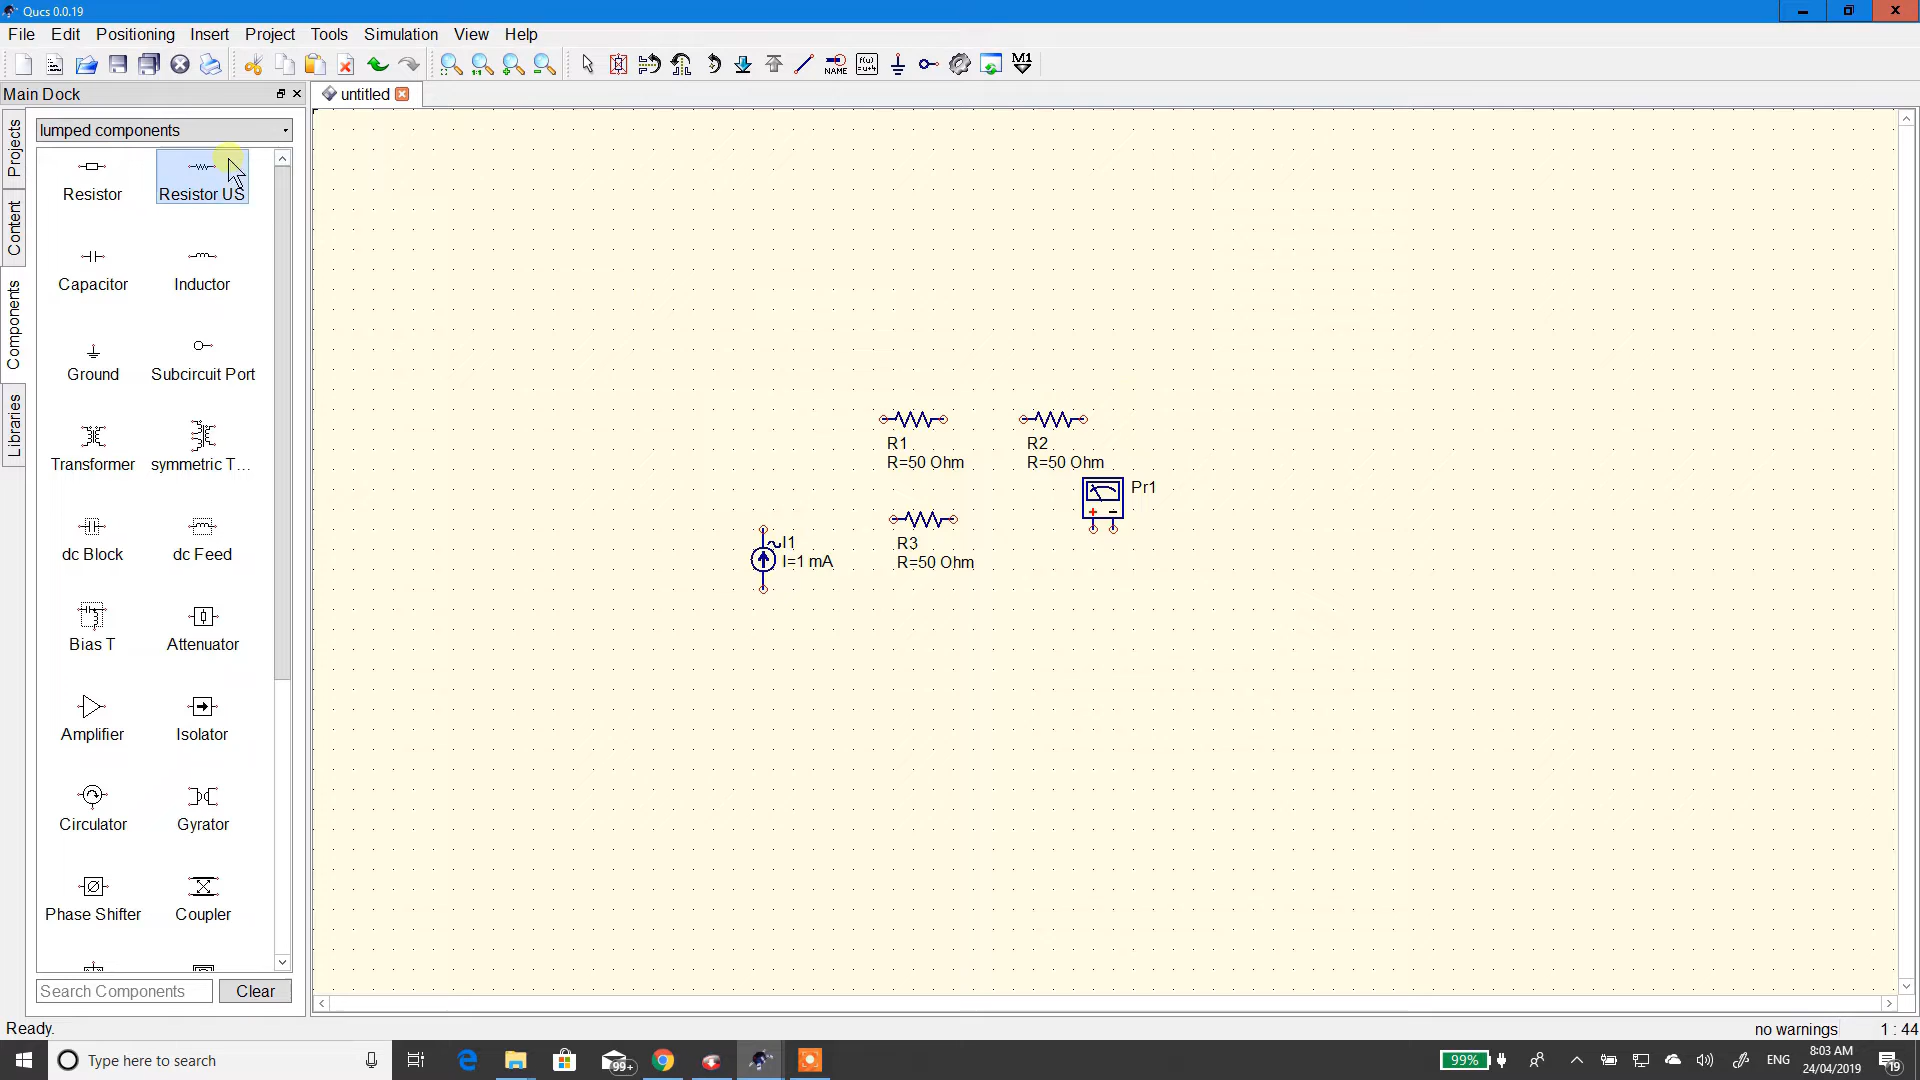 Qucs 0.0.19
File Edit Positioning Insert Project Tools Simulation View Help
NAME
M1
Main Dock
untitled
Projects
Content
Components
Libraries
lumped components
Resistor Resistor US
Capacitor Inductor
Ground Subcircuit Port
Transformer symmetric T...
dc Block dc Feed
Bias T Attenuator
Amplifier Isolator
Circulator Gyrator
Phase Shifter Coupler
R1
R=50 Ohm
R2
R=50 Ohm
Pr1
I1
I=1 mA
R3
R=50 Ohm
Search Components Clear
Ready.
no warnings 1 : 44
Type here to search
99+
99%
ENG
8:03 AM
24/04/2019
19